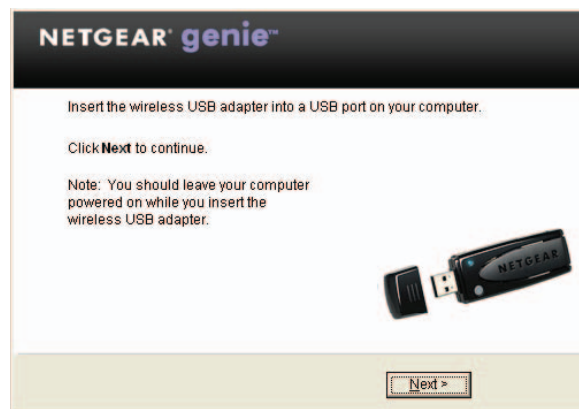 NETGEAR® genie™
Insert the wireless USB adapter into a USB port on your computer.
Click Next to continue.
Note: You should leave your computer
powered on while you insert the
wireless USB adapter.
NETGEAR
Next >